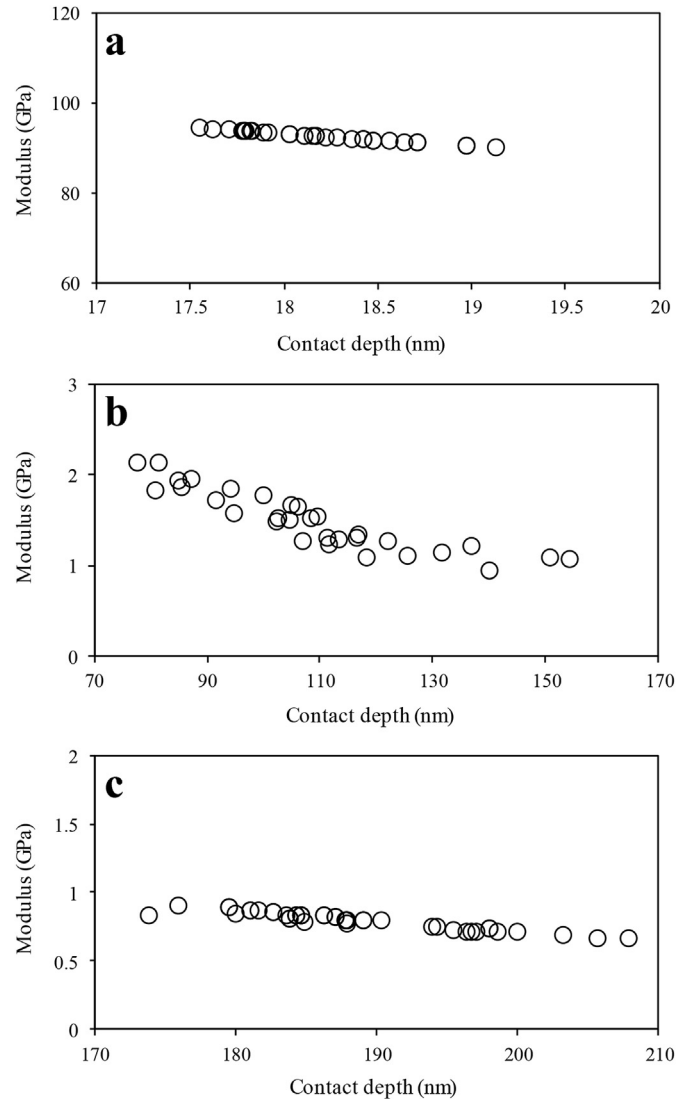 a
120
100
80
60
Modulus (GPa)
17 17.5 18 18.5 19 19.5 20
Contact depth (nm)
b
3
2
1
0
Modulus (GPa)
70 90 110 130 150 170
Contact depth (nm)
c
2
1.5
1
0.5
0
Modulus (GPa)
170 180 190 200 210
Contact depth (nm)